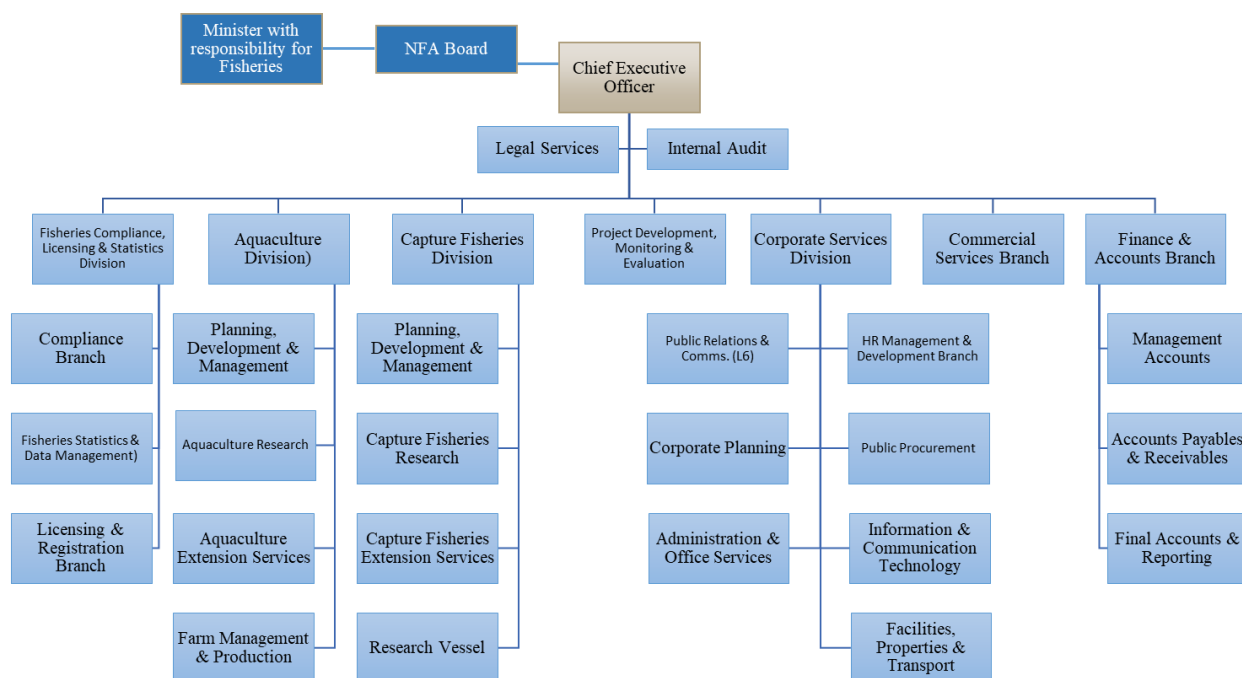 Minister with
responsibility for
Fisheries
NFA Board
Chief Executive
Officer
Legal Services
Internal Audit
Fisheries Compliance,
Licensing & Statistics
Division
Aquaculture
Division)
Capture Fisheries
Division
Project Development,
Monitoring &
Evaluation
Corporate Services
Division
Commercial
Services Branch
Finance &
Accounts Branch
Compliance
Branch
Planning,
Development &
Management
Planning,
Development &
Management
Public Relations &
Comms. (L6)
HR Management &
Development Branch
Management
Accounts
Fisheries Statistics &
Data Management)
Aquaculture Research
Capture Fisheries
Research
Corporate Planning
Public Procurement
Accounts Payables
& Receivables
Licensing &
Registration
Branch
Aquaculture
Extension Services
Capture Fisheries
Extension Services
Administration &
Office Services
Information &
Communication
Technology
Final Accounts &
Reporting
Farm Management
& Production
Research Vessel
Facilities,
Properties &
Transport